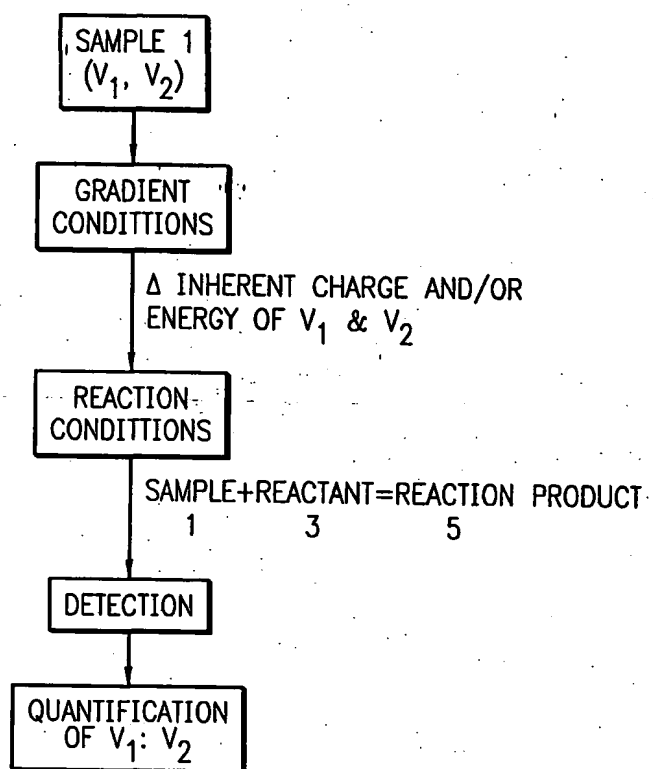 SAMPLE 1
(V1, V2)
GRADIENT
CONDITTIONS
Δ INHERENT CHARGE AND/OR
ENERGY OF V1 & V2
REACTION
CONDITTIONS
SAMPLE+REACTANT=REACTION PRODUCT
1 3 5
DETECTION
QUANTIFICATION
OF V1: V2